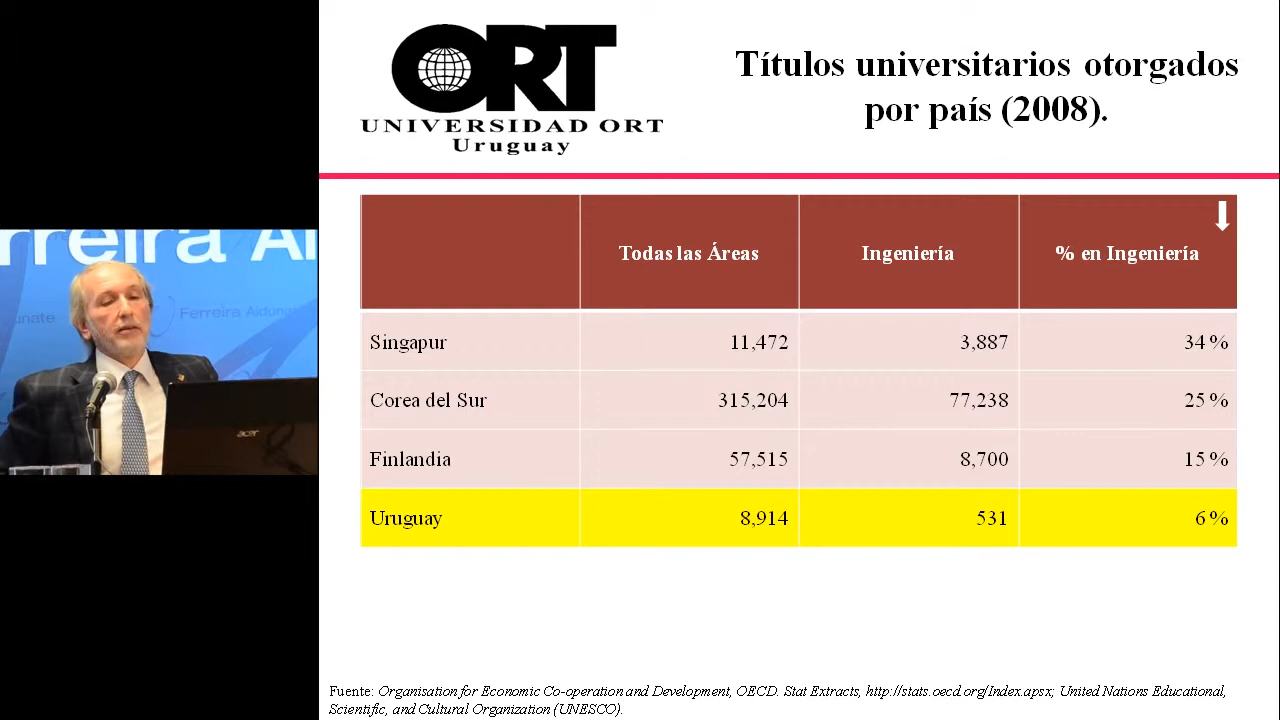 ORT
UNIVERSIDAD ORT
Uruguay
Títulos universitarios otorgados
por país (2008).
Todas las Áreas Ingeniería % en Ingeniería
Singapur 11,472 3,887 34 %
Corea del Sur 315,204 77,238 25 %
Finlandia 57,515 8,700 15 %
Uruguay 8,914 531 6 %
Fuente: Organisation for Economic Co-operation and Development, OECD. Stat Extracts, http://stats.oecd.org/Index.apsx; United Nations Educational,
Scientific, and Cultural Organization (UNESCO).
acer